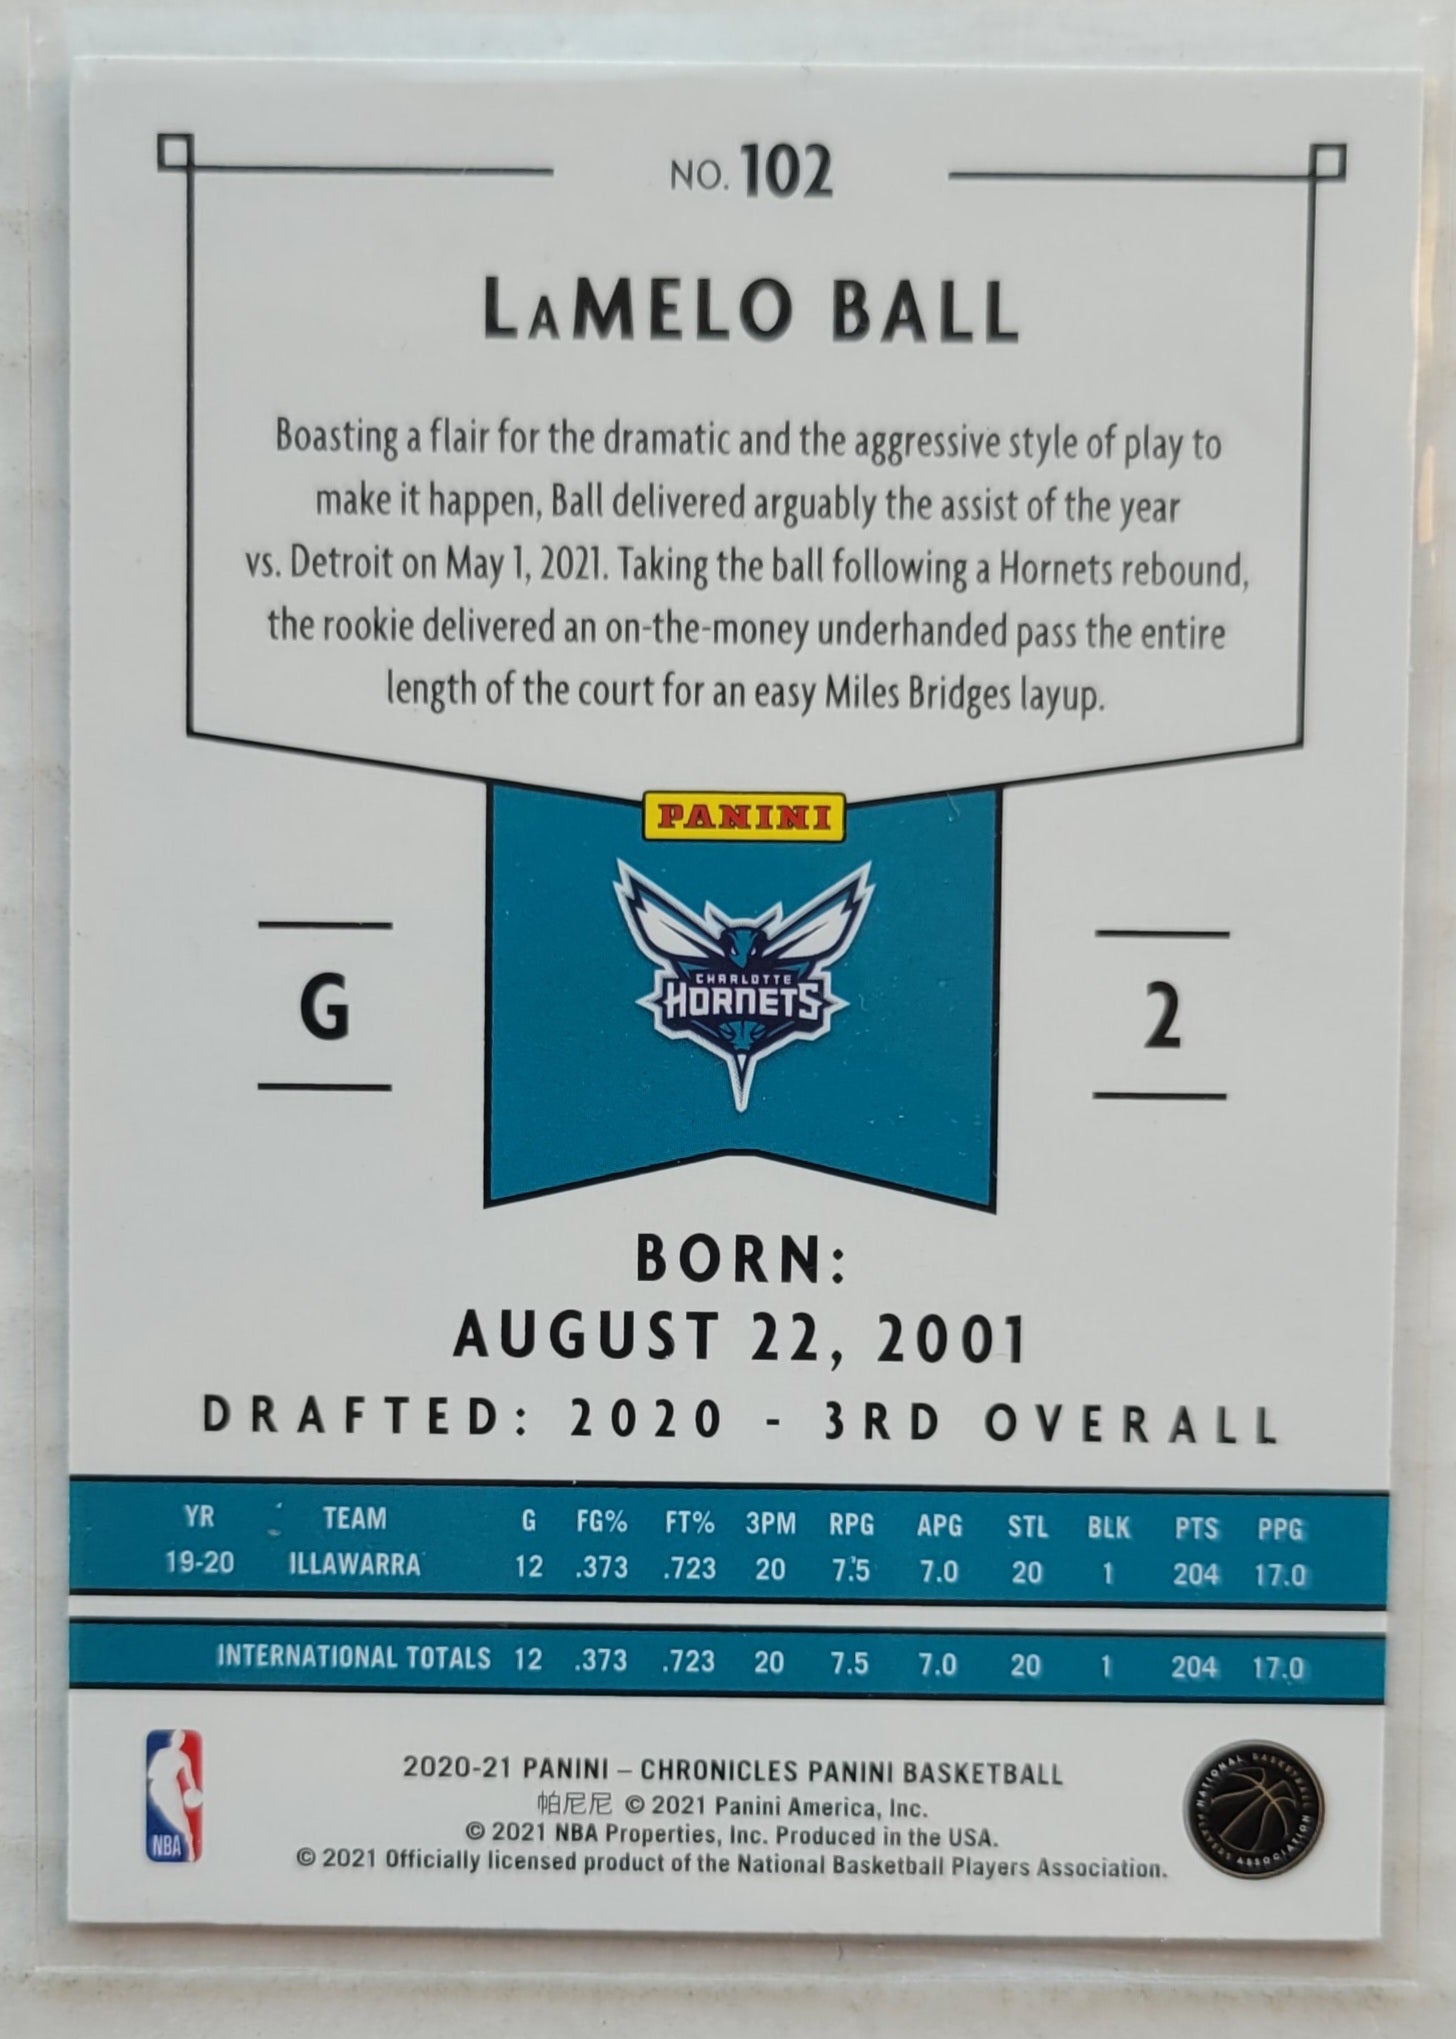 NO. 102
LaMELO BALL
Boasting a flair for the dramatic and the aggressive style of play to
make it happen, Ball delivered arguably the assist of the year
vs. Detroit on May 1, 2021. Taking the ball following a Hornets rebound,
the rookie delivered an on-the-money underhanded pass the entire
length of the court for an easy Miles Bridges layup.
PANINI
CHARLOTTE
HORNETS
G
2
BORN:
AUGUST 22, 2001
DRAFTED: 2020 - 3RD OVERALL
YR TEAM G FG% FT% 3PM RPG APG STL BLK PTS PPG
19-20 ILLAWARRA 12 .373 .723 20 7.5 7.0 20 1 204 17.0
INTERNATIONAL TOTALS 12 .373 .723 20 7.5 7.0 20 1 204 17.0
NBA
2020-21 PANINI – CHRONICLES PANINI BASKETBALL
帕尼尼 © 2021 Panini America, Inc.
© 2021 NBA Properties, Inc. Produced in the USA.
© 2021 Officially licensed product of the National Basketball Players Association.
NATIONAL BASKETBALL PLAYERS ASSOCIATION